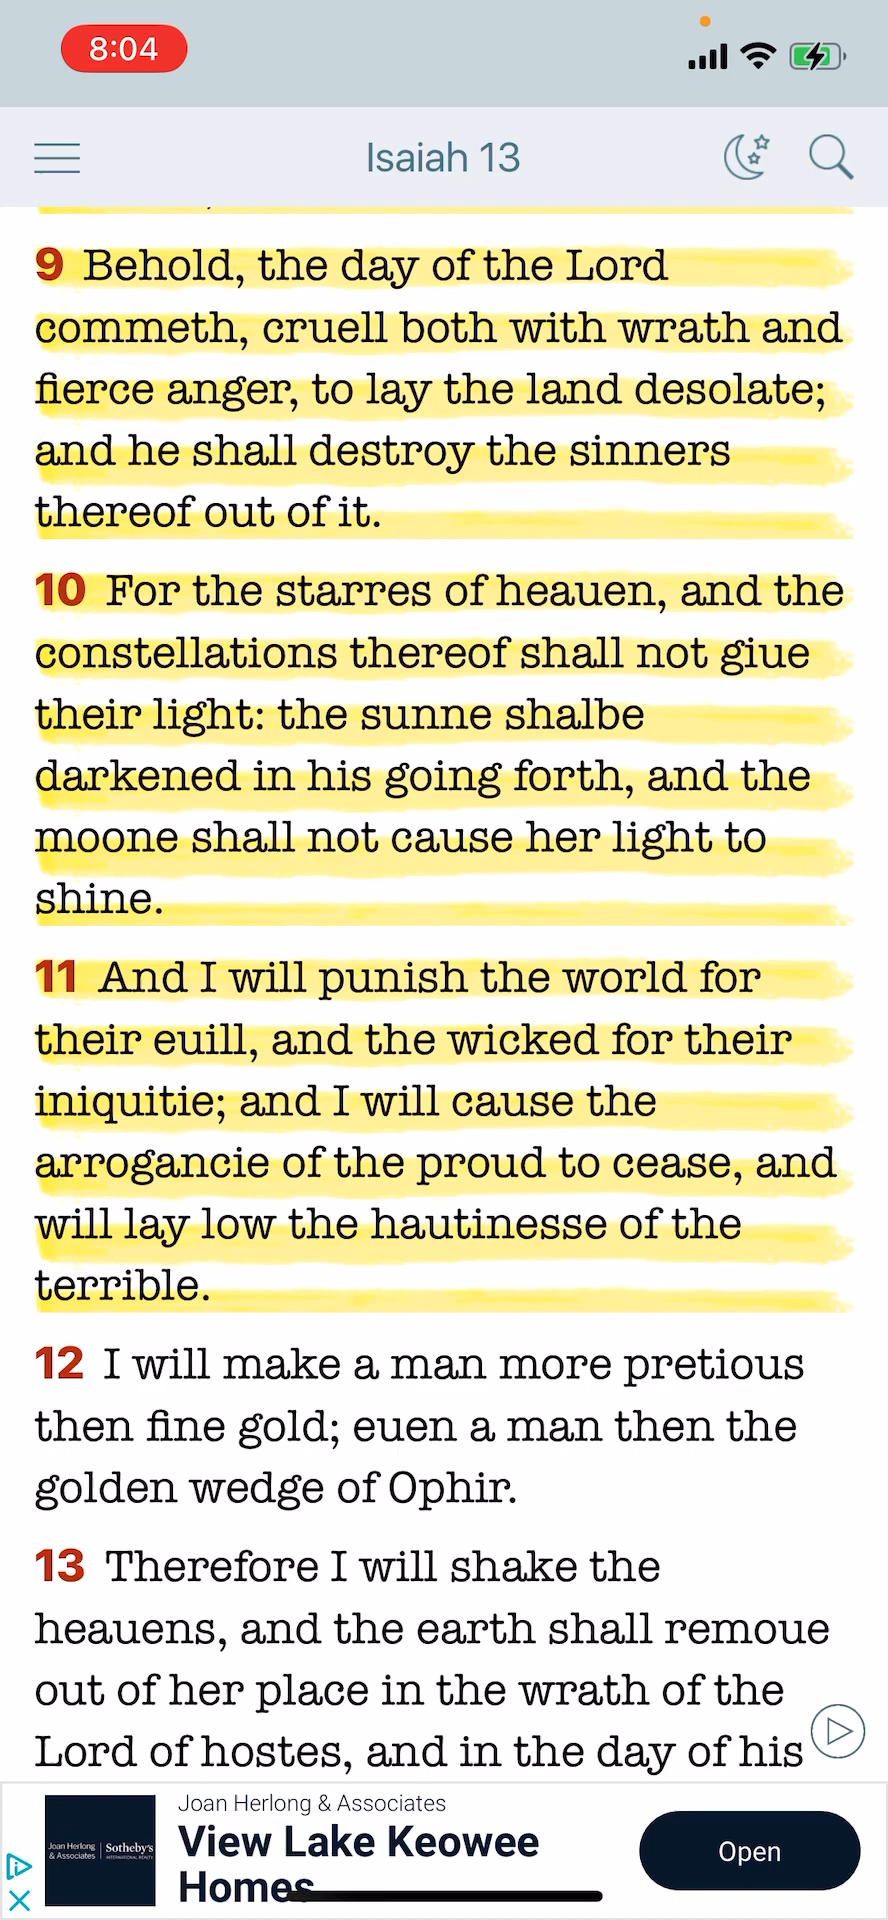 8:04
Isaiah 13
9 Behold, the day of the Lord
commeth, cruell both with wrath and
fierce anger, to lay the land desolate;
and he shall destroy the sinners
thereof out of it.
10 For the starres of heauen, and the
constellations thereof shall not giue
their light: the sunne shalbe
darkened in his going forth, and the
moone shall not cause her light to
shine.
11 And I will punish the world for
their euill, and the wicked for their
iniquitie; and I will cause the
arrogancie of the proud to cease, and
will lay low the hautinesse of the
terrible.
12 I will make a man more pretious
then fine gold; euen a man then the
golden wedge of Ophir.
13 Therefore I will shake the
heauens, and the earth shall remoue
out of her place in the wrath of the
Lord of hostes, and in the day of his
Joan Herlong & Associates
Joan Herlong & Associates | Sotheby's INTERNATIONAL REALTY
View Lake Keowee
Homes
Open